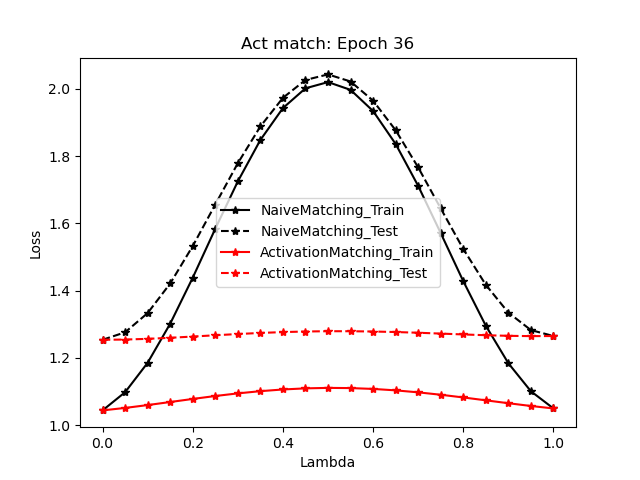 Act match: Epoch 36
Loss
2.0
1.8
1.6
1.4
1.2
1.0
NaiveMatching_Train
NaiveMatching_Test
ActivationMatching_Train
ActivationMatching_Test
0.0 0.2 0.4 0.6 0.8 1.0
Lambda